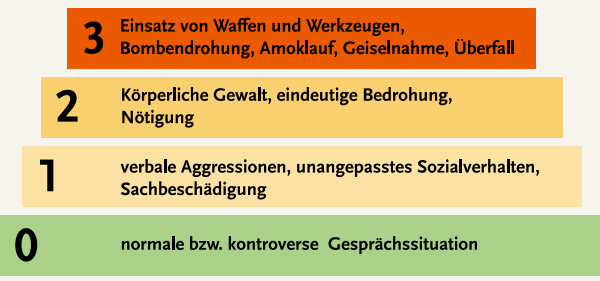 3 Einsatz von Waffen und Werkzeugen,
Bombendrohung, Amoklauf, Geiselnahme, Überfall
2 Körperliche Gewalt, eindeutige Bedrohung,
Nötigung
1 verbale Aggressionen, unangepasstes Sozialverhalten,
Sachbeschädigung
0 normale bzw. kontroverse Gesprächssituation